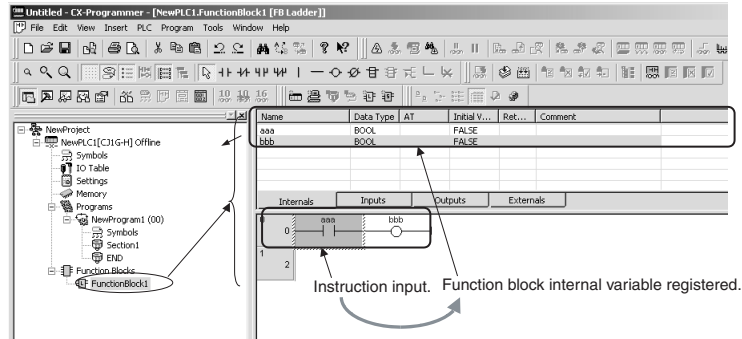 Untitled - CX-Programmer - [NewPLC1.FunctionBlock1 [FB Ladder]]
File Edit View Insert PLC Program Tools Window Help
10 10 16
Name Data Type AT Initial V... Ret... Comment
aaa BOOL FALSE
bbb BOOL FALSE
NewProject
NewPLC1[CJ1G-H] Offline
Symbols
IO Table
Settings
Memory
Programs
NewProgram1 (00)
Symbols
Section1
END
Function Blocks
FunctionBlock1
Internals Inputs Outputs Externals
0 0 aaa bbb
1 2
Instruction input. Function block internal variable registered.